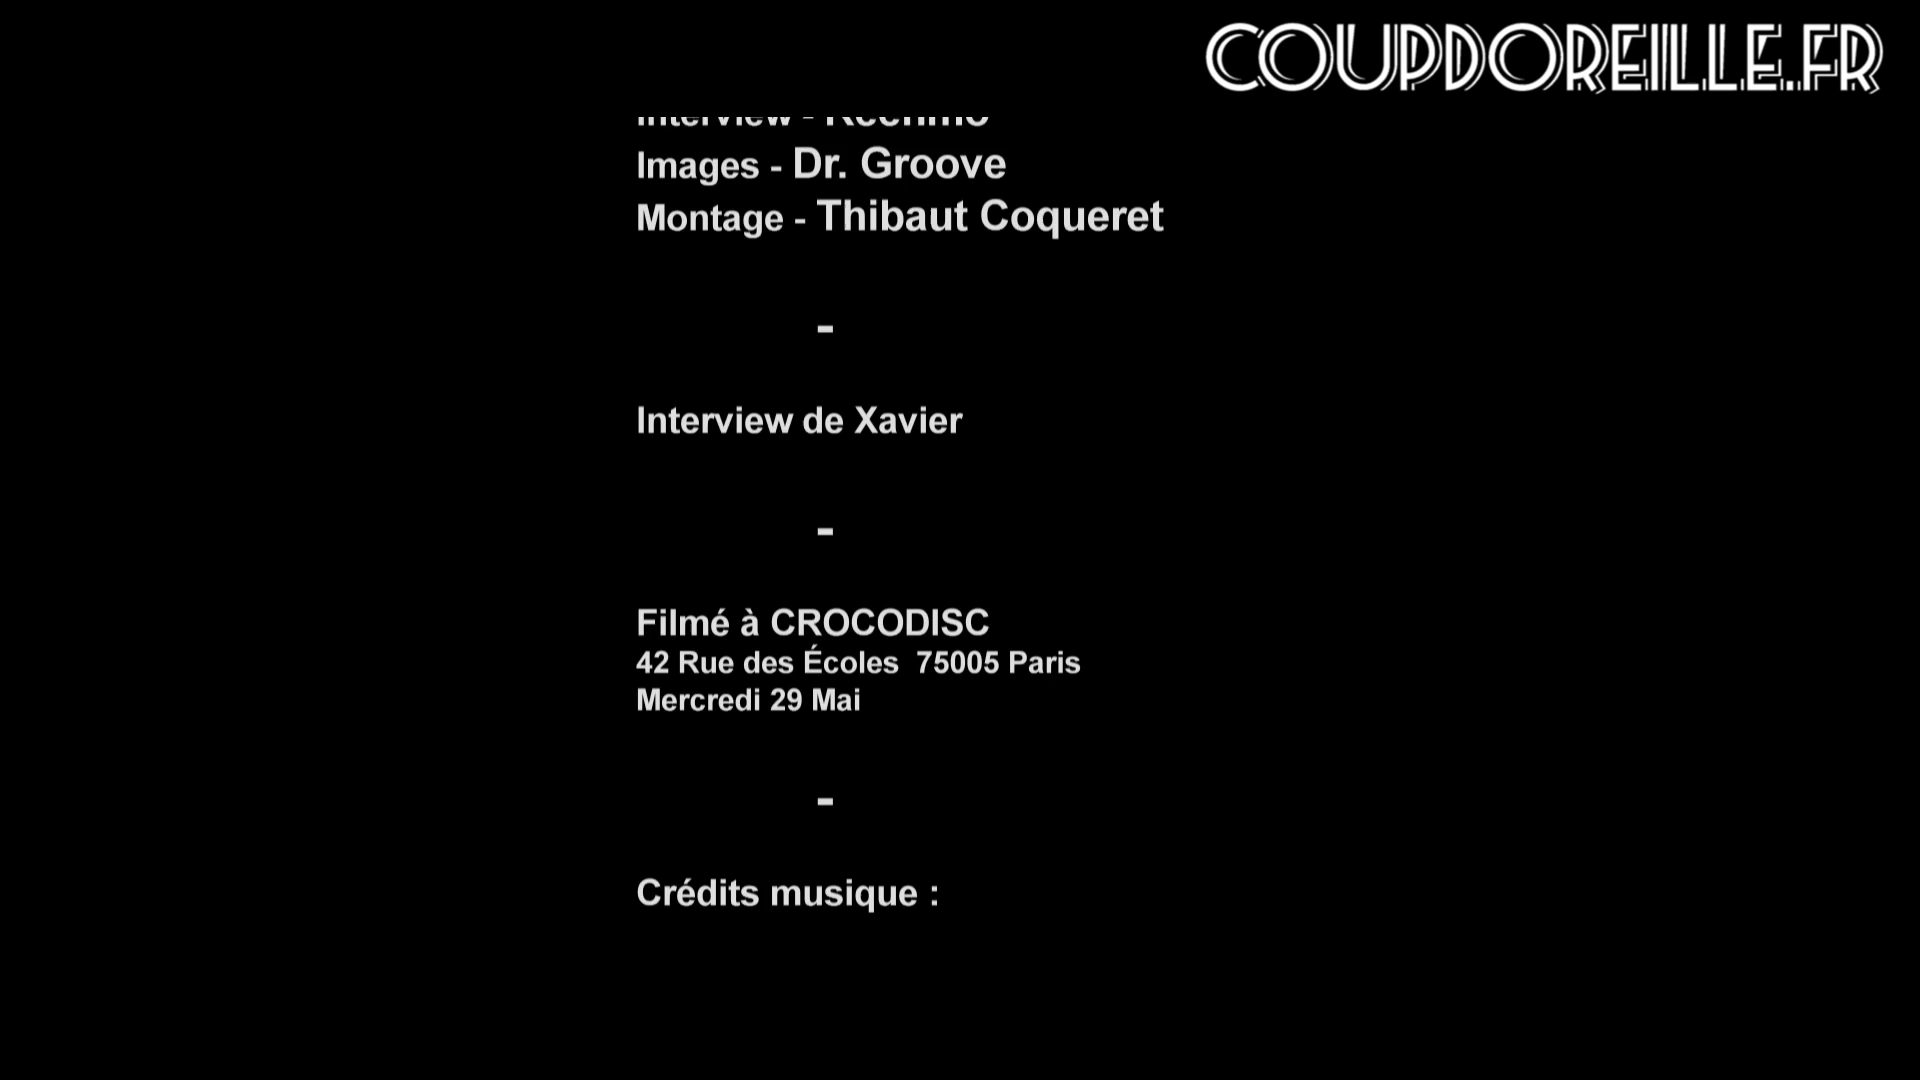 COUPDOREILLE.FR
Interview -
Images - Dr. Groove
Montage - Thibaut Coqueret
-
Interview de Xavier
-
Filmé à CROCODISC
42 Rue des Écoles 75005 Paris
Mercredi 29 Mai
-
Crédits musique :